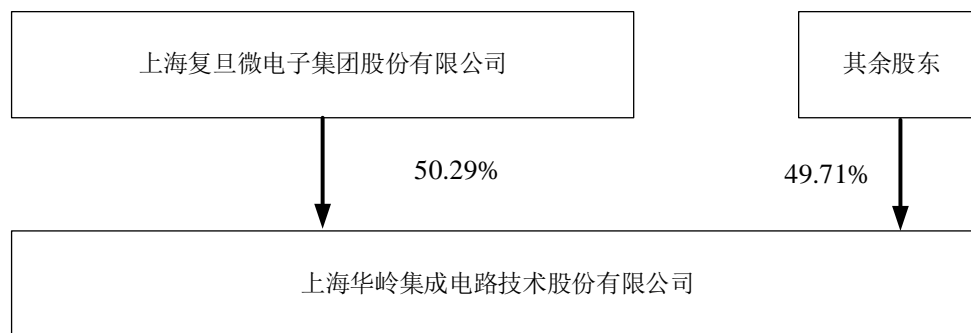 上海复旦微电子集团股份有限公司
其余股东
50.29%
49.71%
上海华岭集成电路技术股份有限公司